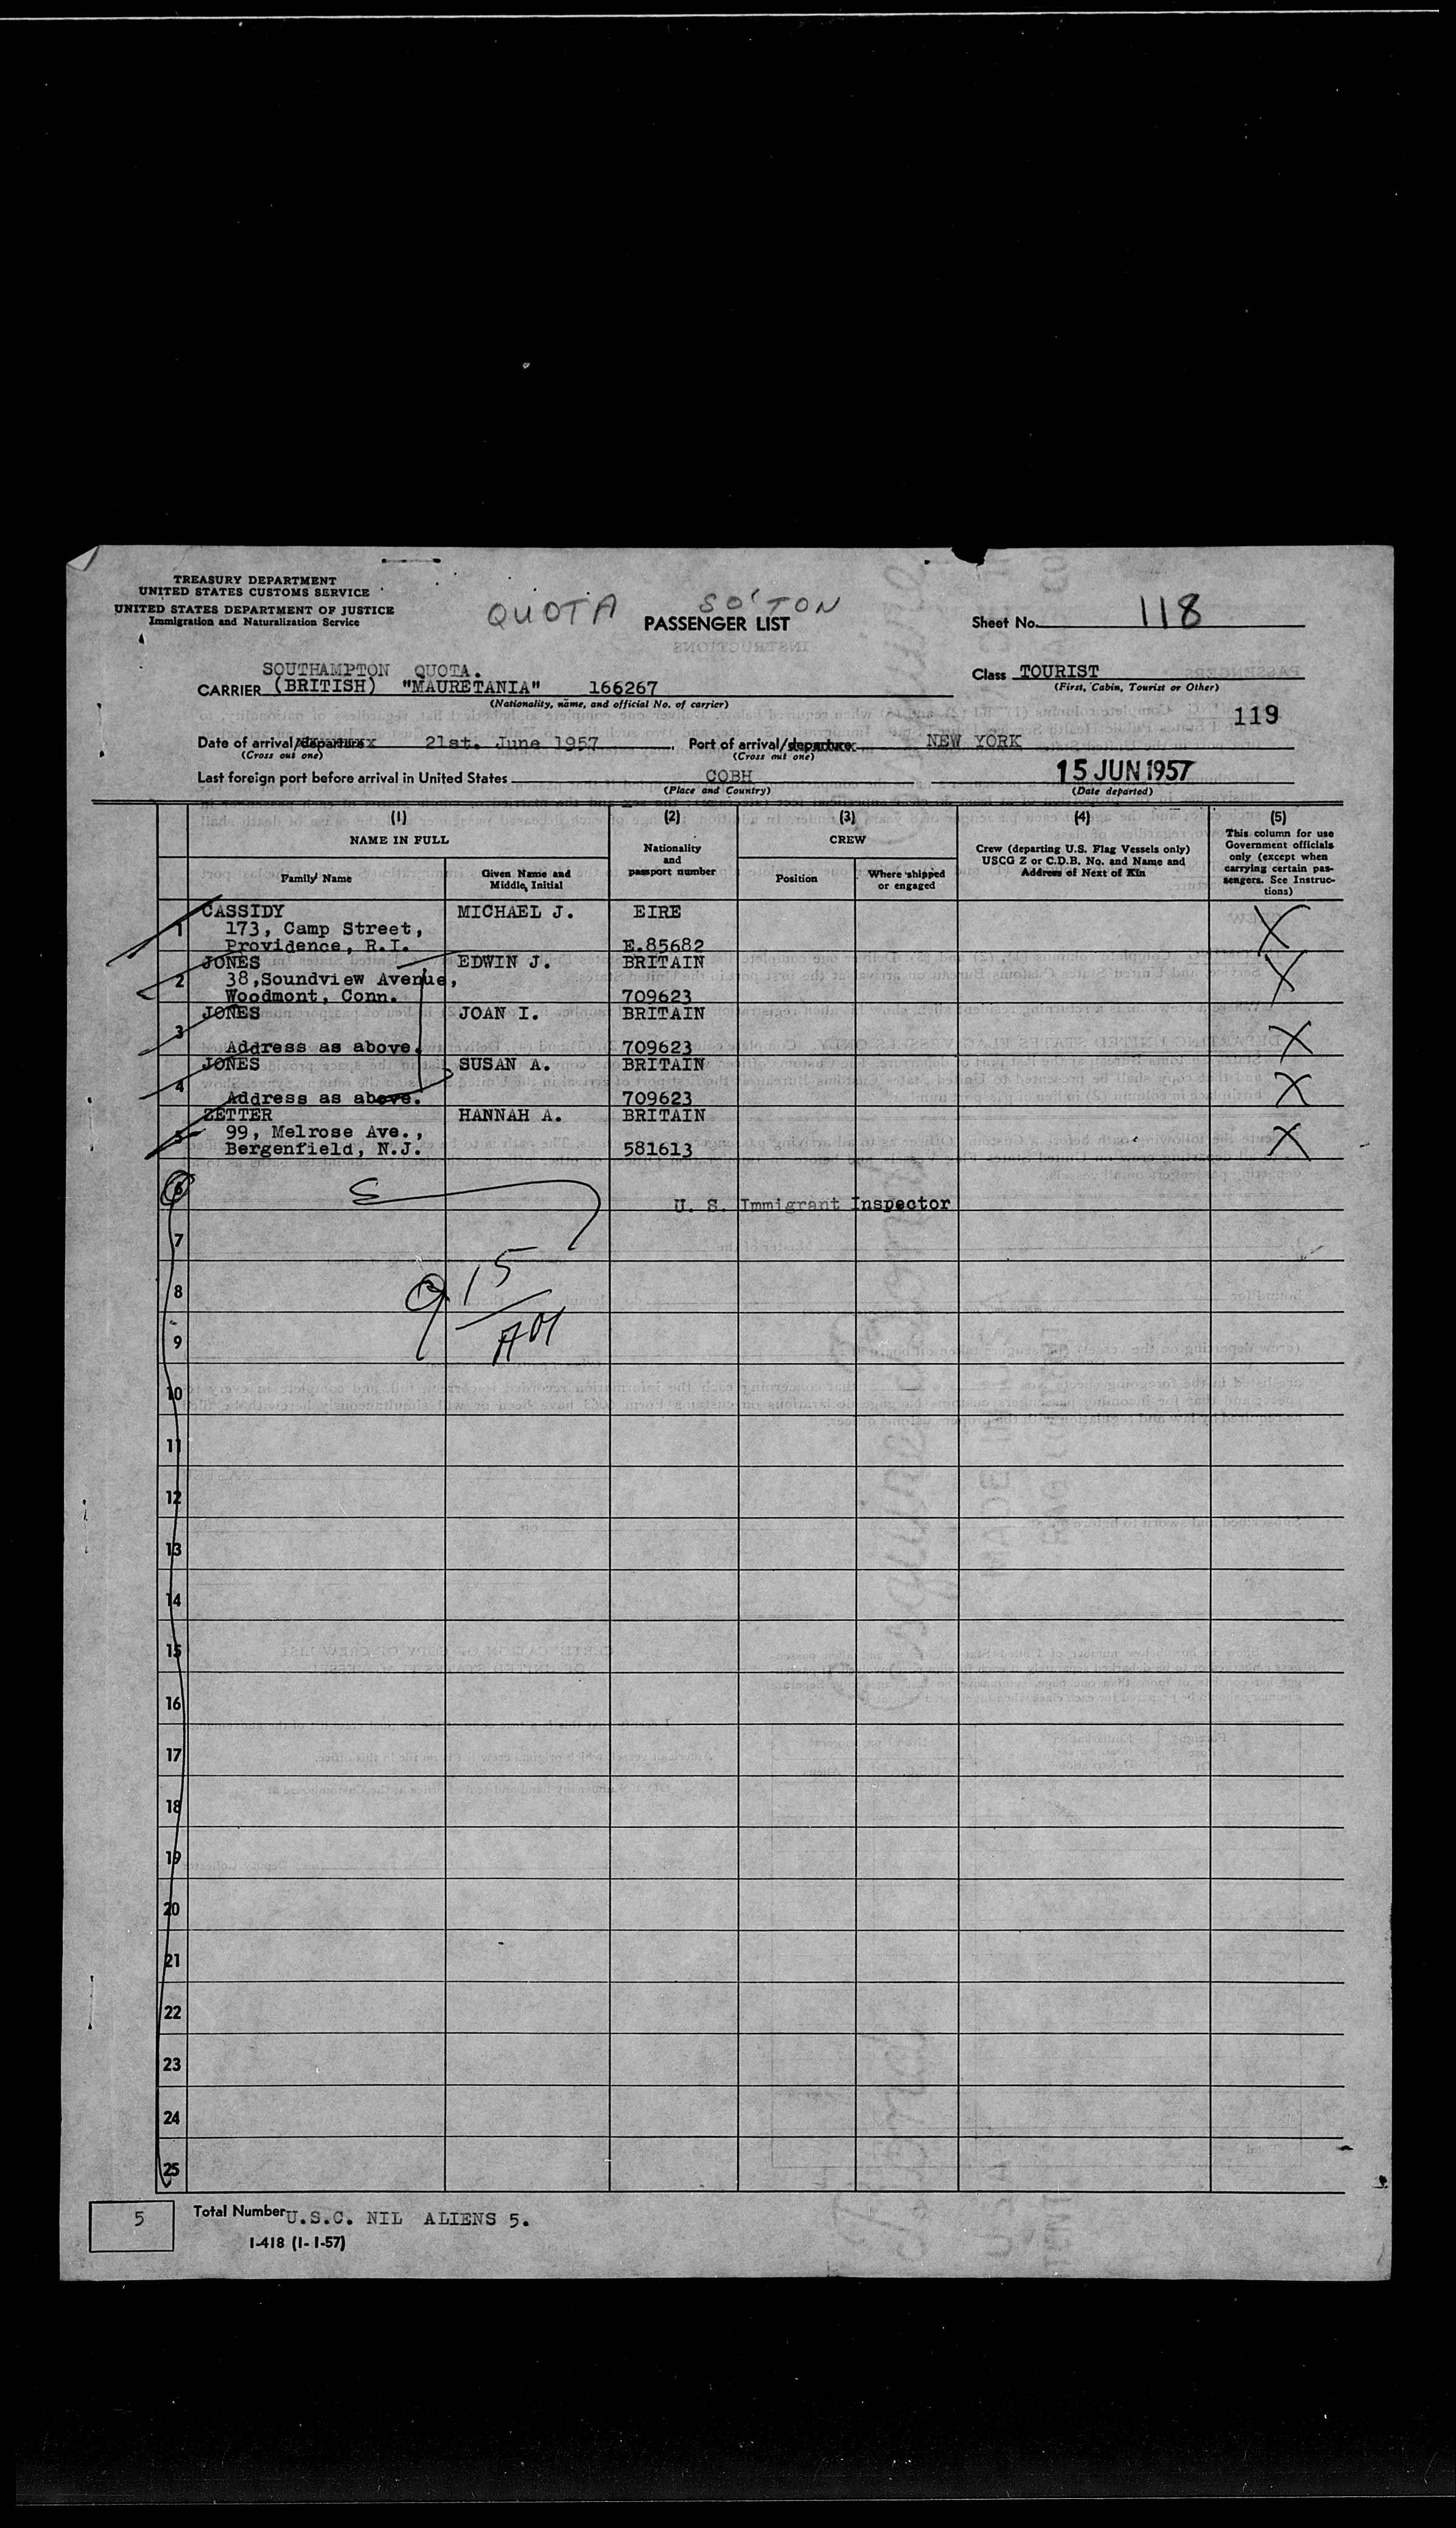 TREASURY DEPARTMENT
UNITED STATES CUSTOMS SERVICE
UNITED STATES DEPARTMENT OF JUSTICE
Immigration and Naturalization Service
QUOTA SO'TON
PASSENGER LIST
Sheet No. 118
SOUTHAMPTON QUOTA.
CARRIER (BRITISH) "MAURETANIA" 166267
(Nationality, name, and official No. of carrier)
Class TOURIST
(First, Cabin, Tourist or Other)
119
Date of arrival/departure 21st. June 1957. Port of arrival/departure NEW YORK
(Cross out one) (Cross out one)
Last foreign port before arrival in United States COBH 15 JUN 1957
(Place and Country) (Date departed)
(1) (2) (3) (4) (5)
NAME IN FULL
Family Name
Given Name and Middle Initial
Nationality and passport number
CREW
Position
Where shipped or engaged
Crew (departing U.S. Flag Vessels only)
USCG Z or C.D.B. No. and Name and
Address of Next of Kin
This column for use
Government officials
only (except when
carrying certain pas-
sengers. See Instruc-
tions)
1 CASSIDY MICHAEL J. EIRE X
173, Camp Street,
Providence, R.I. E.85682
2 JONES EDWIN J. BRITAIN X
38, Soundview Avenue,
Woodmont, Conn. 709623
3 JONES JOAN I. BRITAIN X
Address as above. 709623
4 JONES SUSAN A. BRITAIN X
Address as above. 709623
5 ZETTER HANNAH A. BRITAIN X
99, Melrose Ave.,
Bergenfield, N.J. 581613
6
U. S. Immigrant Inspector
7
8
15
9
10
11
12
13
14
15
16
17
18
19
20
21
22
23
24
25
5 Total Number U.S.C. NIL ALIENS 5.
I-418 (1-1-57)